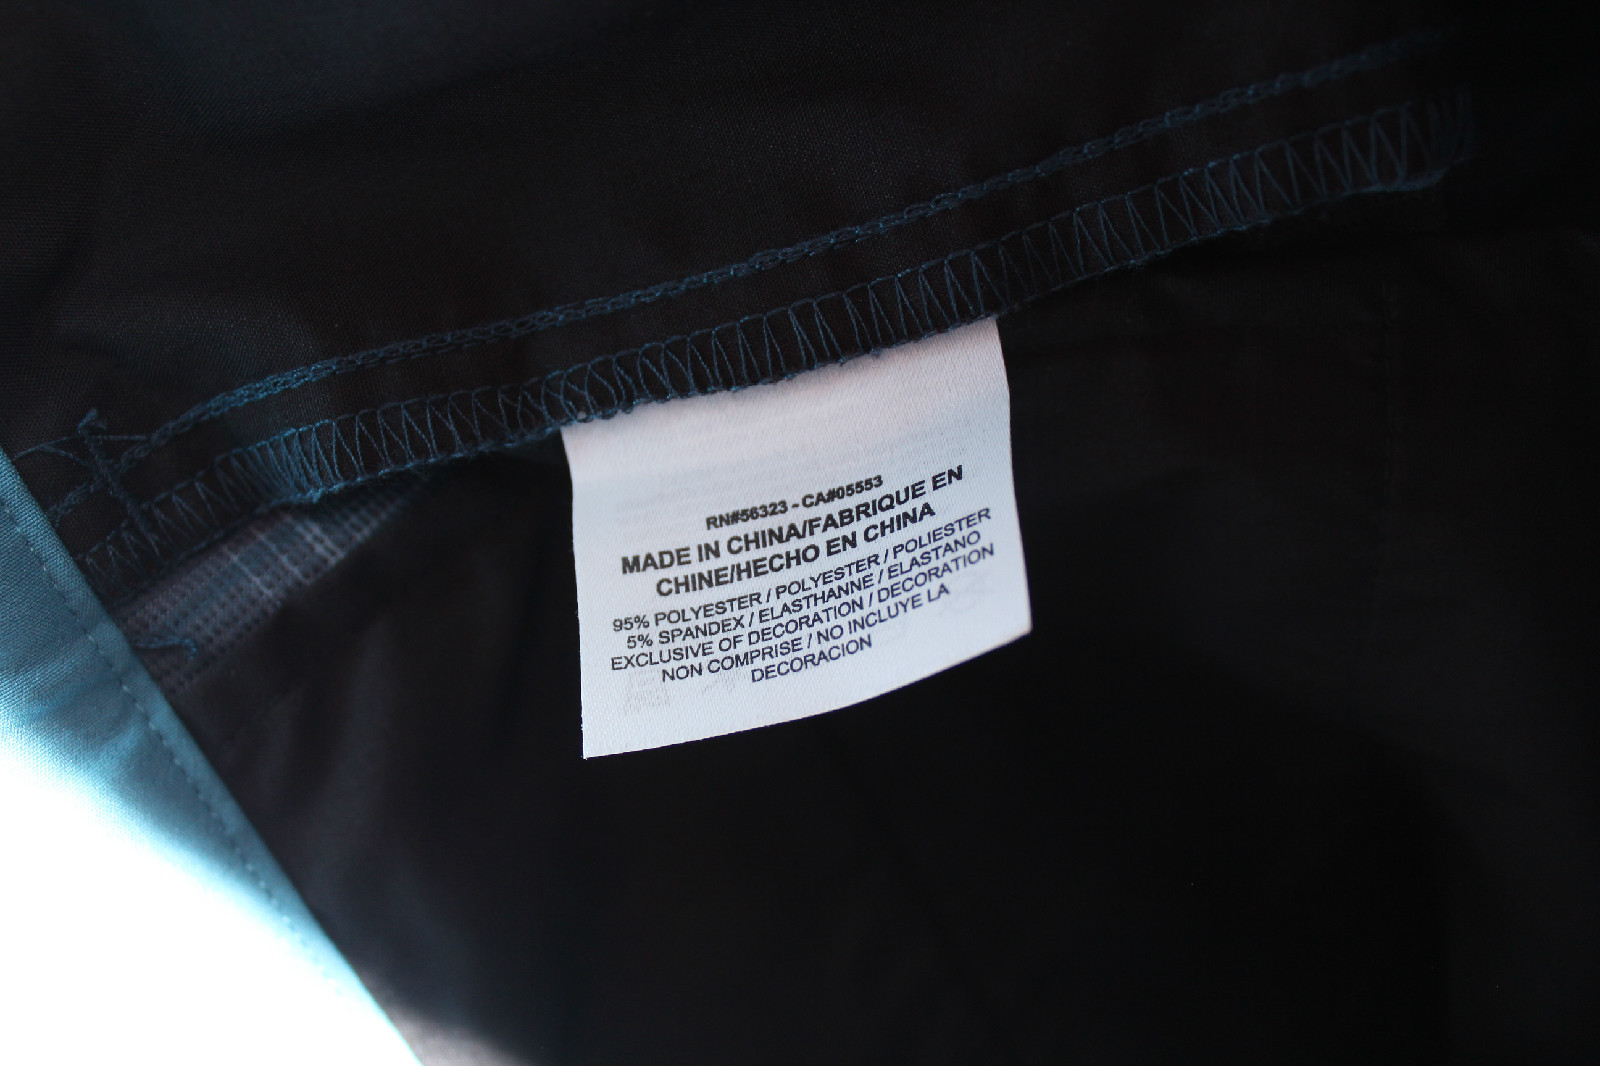 RN#56323 - CA#05553
MADE IN CHINA/FABRIQUE EN
CHINE/HECHO EN CHINA
95% POLYESTER / POLYESTER / POLIESTER
5% SPANDEX / ELASTHANNE / ELASTANO
EXCLUSIVE OF DECORATION / DECORATION
NON COMPRISE / NO INCLUYE LA
DECORACION